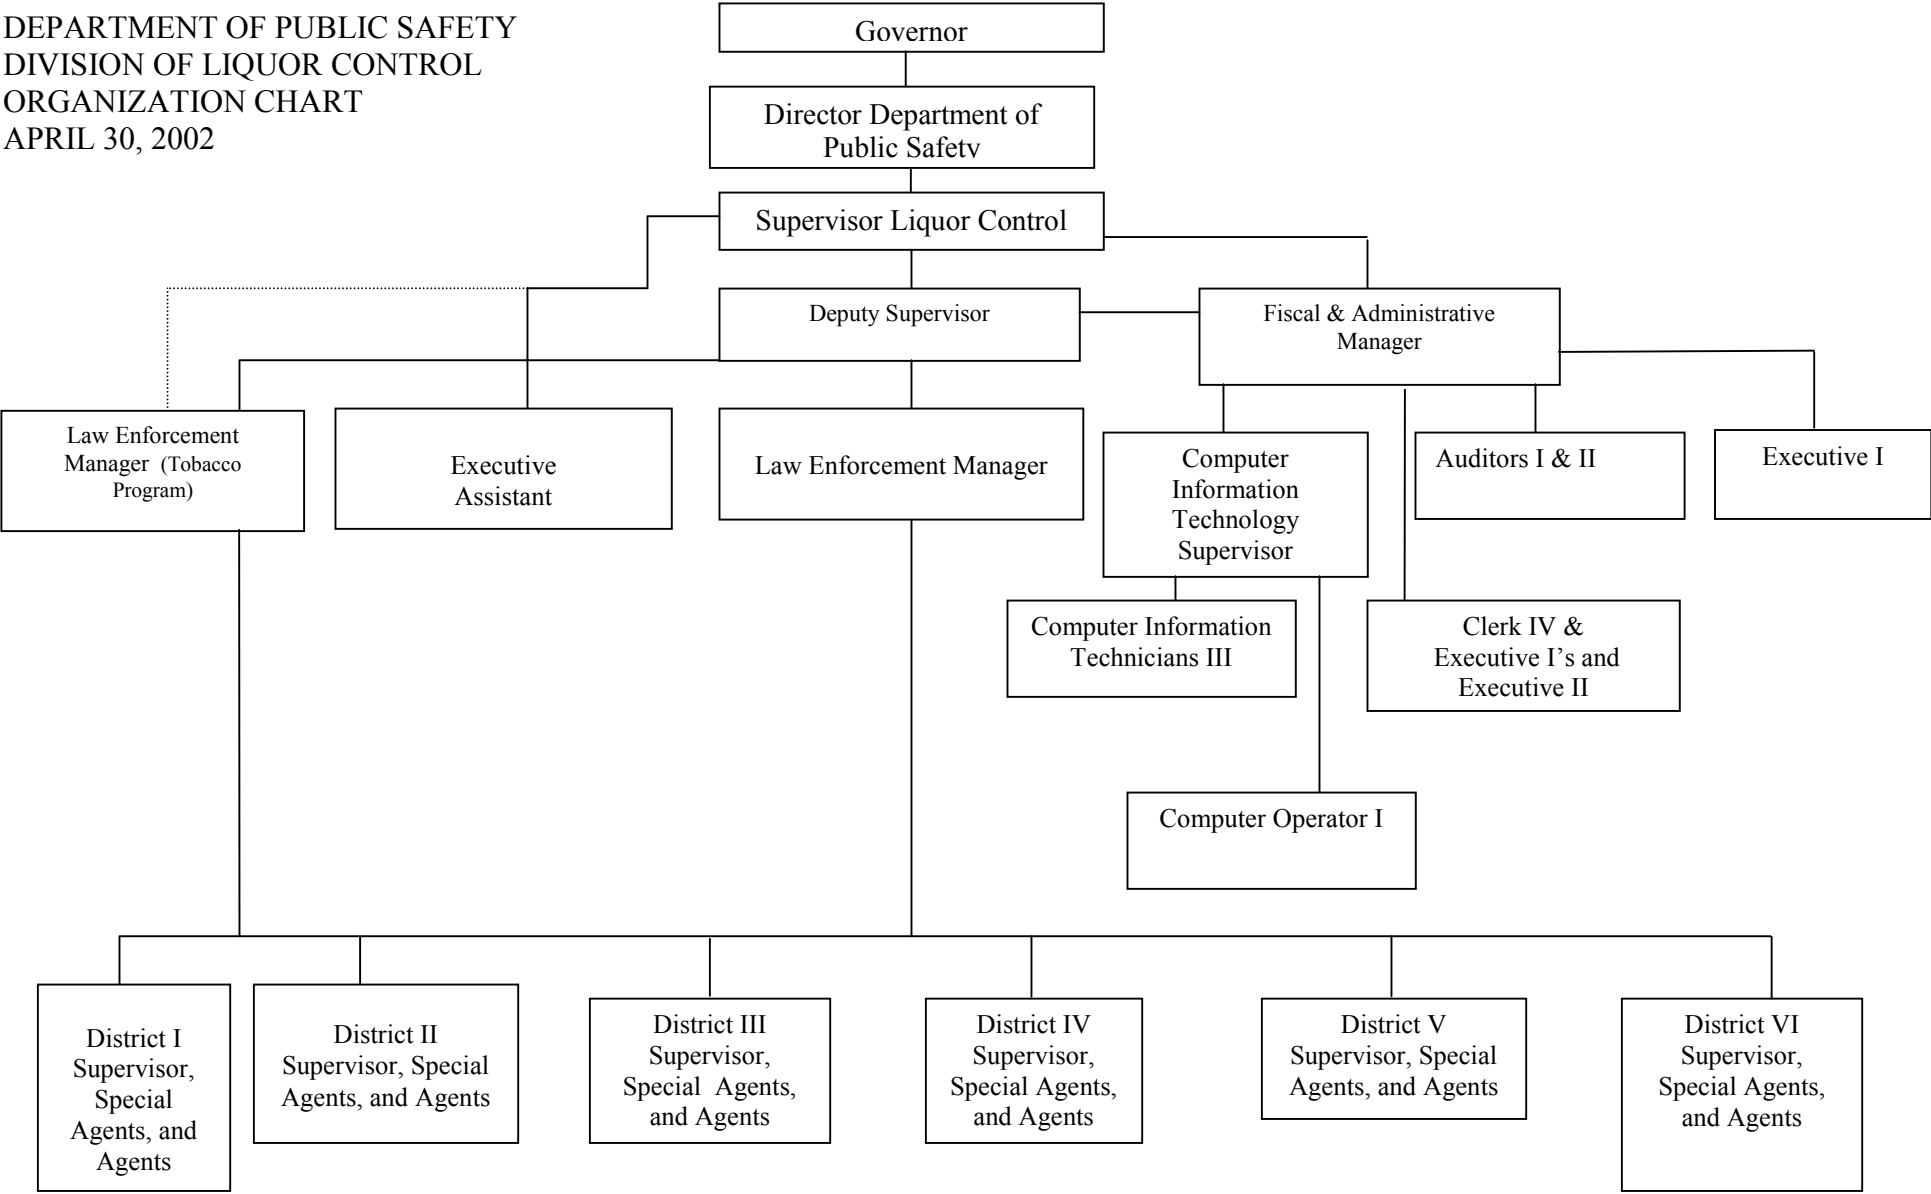 DEPARTMENT OF PUBLIC SAFETY
DIVISION OF LIQUOR CONTROL
ORGANIZATION CHART
APRIL 30, 2002
Governor
Director Department of
Public Safety
Supervisor Liquor Control
Deputy Supervisor
Fiscal & Administrative
Manager
Law Enforcement
Manager (Tobacco
Program)
Executive
Assistant
Law Enforcement Manager
Computer
Information
Technology
Supervisor
Auditors I & II
Executive I
Computer Information
Technicians III
Clerk IV &
Executive I's and
Executive II
Computer Operator I
District I
Supervisor,
Special
Agents, and
Agents
District II
Supervisor, Special
Agents, and Agents
District III
Supervisor,
Special Agents,
and Agents
District IV
Supervisor,
Special Agents,
and Agents
District V
Supervisor, Special
Agents, and Agents
District VI
Supervisor,
Special Agents,
and Agents